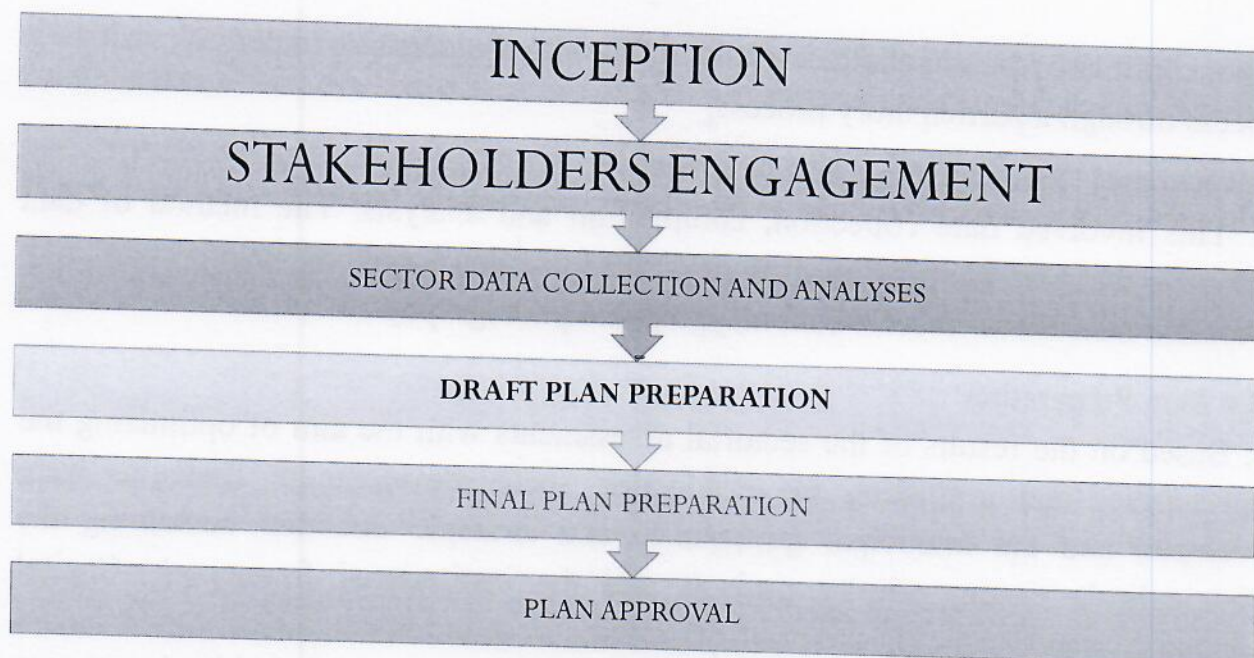 INCEPTION
STAKEHOLDERS ENGAGEMENT
SECTOR DATA COLLECTION AND ANALYSES
DRAFT PLAN PREPARATION
FINAL PLAN PREPARATION
PLAN APPROVAL